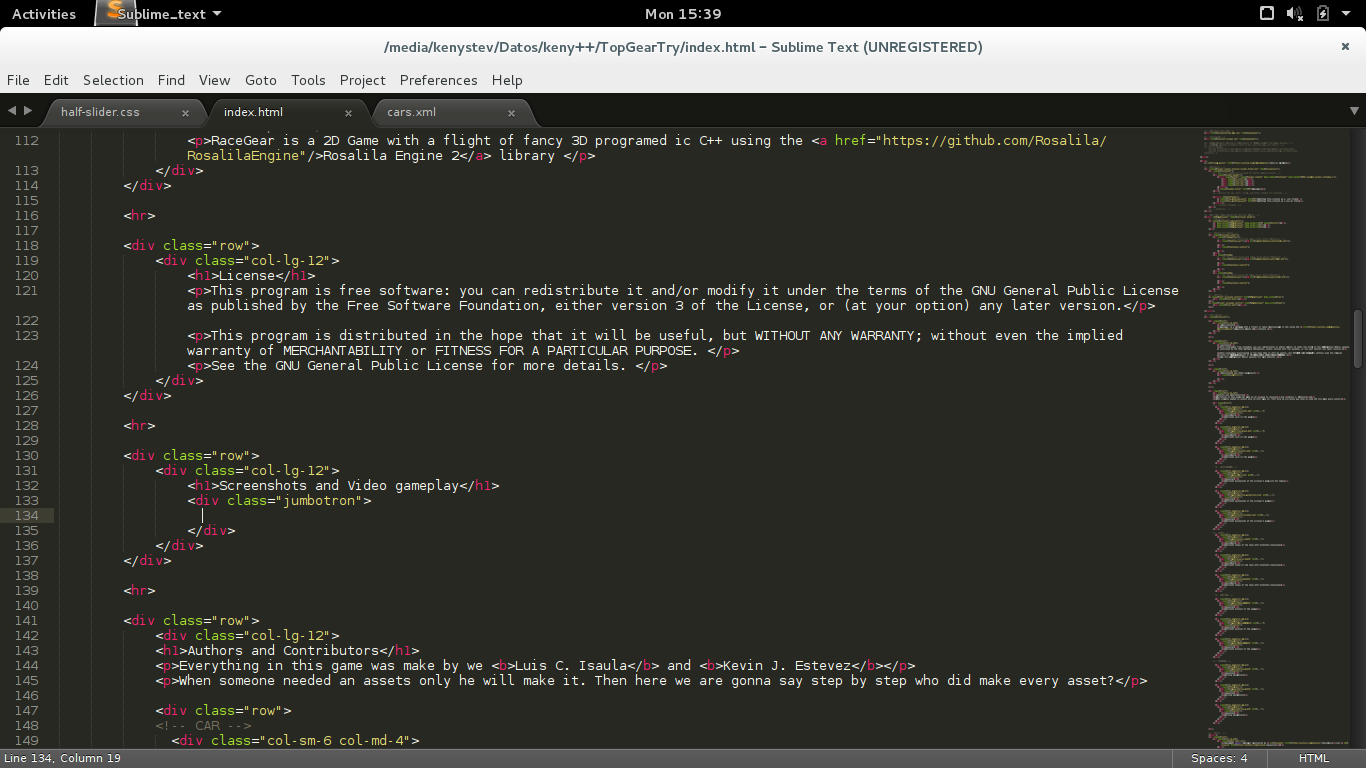 Activities Sublime_text Mon 15:39
/media/kenystev/Datos/keny++/TopGearTry/index.html – Sublime Text (UNREGISTERED) ×
File Edit Selection Find View Goto Tools Project Preferences Help
half-slider.css × index.html × cars.xml ×
112 <p>RaceGear is a 2D Game with a flight of fancy 3D programed ic C++ using the <a href="https://github.com/Rosalila/
RosalilaEngine"/>Rosalila Engine 2</a> library </p>
113 </div>
114 </div>
115
116 <hr>
117
118 <div class="row">
119 <div class="col-lg-12">
120 <h1>License</h1>
121 <p>This program is free software: you can redistribute it and/or modify it under the terms of the GNU General Public License
as published by the Free Software Foundation, either version 3 of the License, or (at your option) any later version.</p>
122
123 <p>This program is distributed in the hope that it will be useful, but WITHOUT ANY WARRANTY; without even the implied
warranty of MERCHANTABILITY or FITNESS FOR A PARTICULAR PURPOSE. </p>
124 <p>See the GNU General Public License for more details. </p>
125 </div>
126 </div>
127
128 <hr>
129
130 <div class="row">
131 <div class="col-lg-12">
132 <h1>Screenshots and Video gameplay</h1>
133 <div class="jumbotron">
134
135 </div>
136 </div>
137 </div>
138
139 <hr>
140
141 <div class="row">
142 <div class="col-lg-12">
143 <h1>Authors and Contributors</h1>
144 <p>Everything in this game was make by we <b>Luis C. Isaula</b> and <b>Kevin J. Estevez</b></p>
145 <p>When someone needed an assets only he will make it. Then here we are gonna say step by step who did make every asset?</p>
146
147 <div class="row">
148 <!-- CAR -->
149 <div class="col-sm-6 col-md-4">
Line 134, Column 19 Spaces: 4 HTML